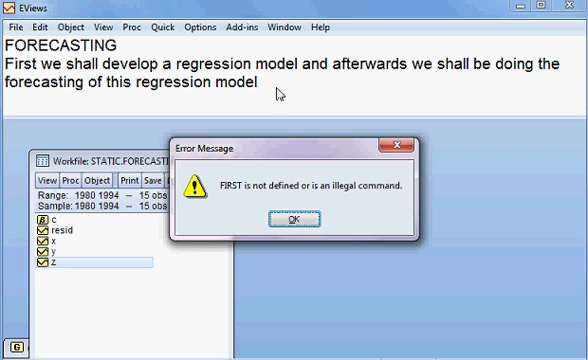 EViews
File Edit Object View Proc Quick Options Add-ins Window Help
FORECASTING
First we shall develop a regression model and afterwards we shall be doing the
forecasting of this regression model
Error Message
FIRST is not defined or is an illegal command.
OK
Workfile: STATIC.FORECASTI
View Proc Object Print Save
Range: 1980 1994 – 15 obs
Sample: 1980 1994 – 15 obs
c
resid
x
y
z
G